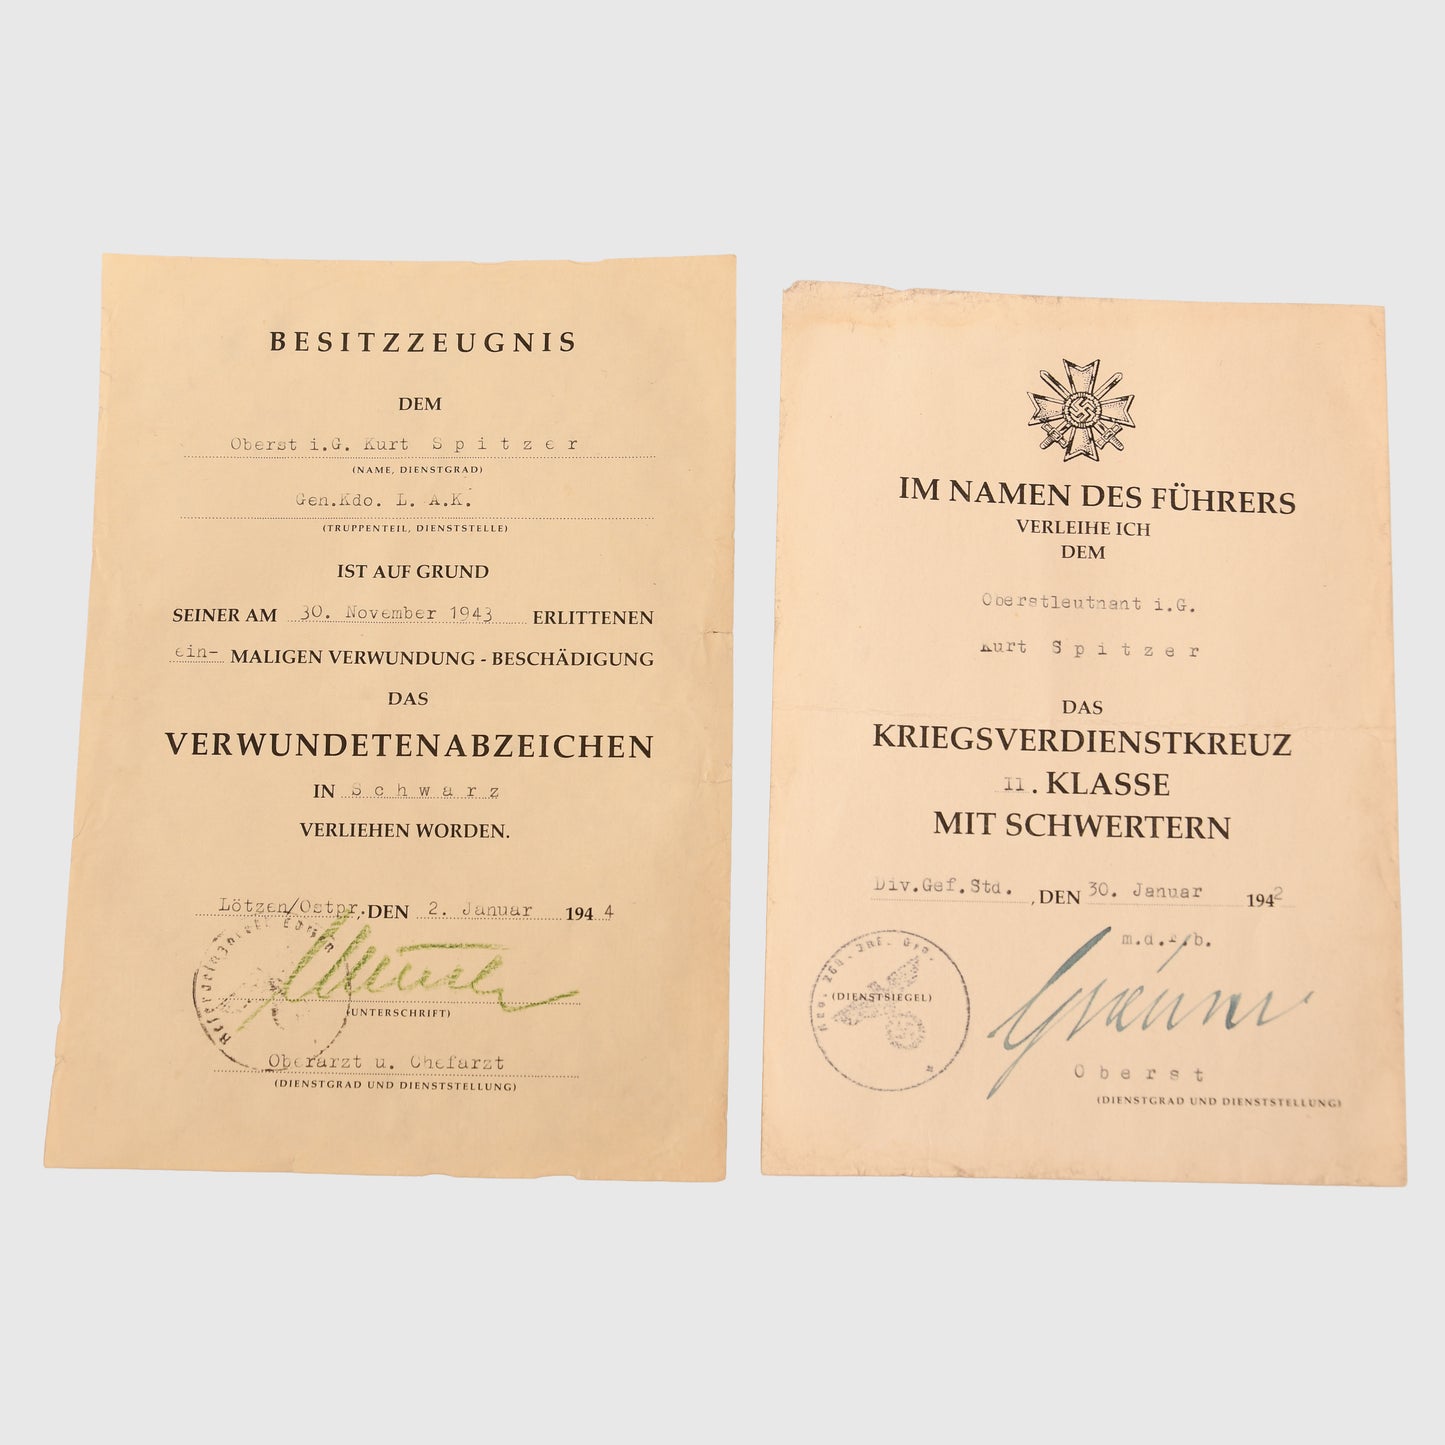 BESITZZEUGNIS
DEM
Oberst i.G. Kurt Spitzer
(NAME, DIENSTGRAD)
Gen.Kdo. L. A.K.
(TRUPPENTEIL, DIENSTSTELLE)
IST AUF GRUND
SEINER AM 30. November 1943 ERLITTENEN
ein- MALIGEN VERWUNDUNG - BESCHÄDIGUNG
DAS
VERWUNDETENABZEICHEN
IN Schwarz
VERLIEHEN WORDEN.
Lötzen/Ostpr. DEN 2. Januar 1944
(UNTERSCHRIFT)
Oberarzt u. Chefarzt
(DIENSTGRAD UND DIENSTSTELLUNG)
IM NAMEN DES FÜHRERS
VERLEIHE ICH
DEM
Oberstleutnant i.G.
Kurt Spitzer
DAS
KRIEGSVERDIENSTKREUZ
II. KLASSE
MIT SCHWERTERN
Div.Gef.Std. , DEN 30. Januar 1942
m.d.F.b.
(DIENSTSIEGEL)
Oberst
(DIENSTGRAD UND DIENSTSTELLUNG)